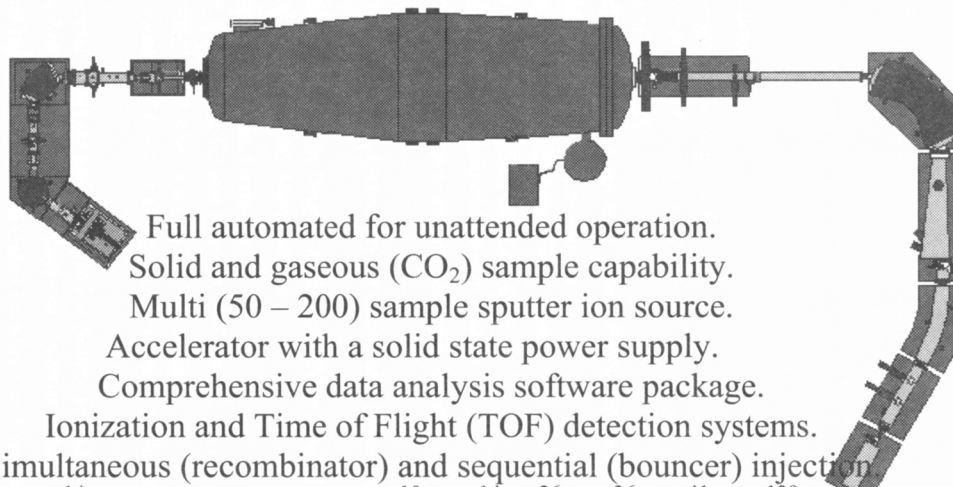 Full automated for unattended operation.
Solid and gaseous (CO₂) sample capability.
Multi (50 – 200) sample sputter ion source.
Accelerator with a solid state power supply.
Comprehensive data analysis software package.
Ionization and Time of Flight (TOF) detection systems.
imultaneous (recombinator) and sequential (bouncer) injection.